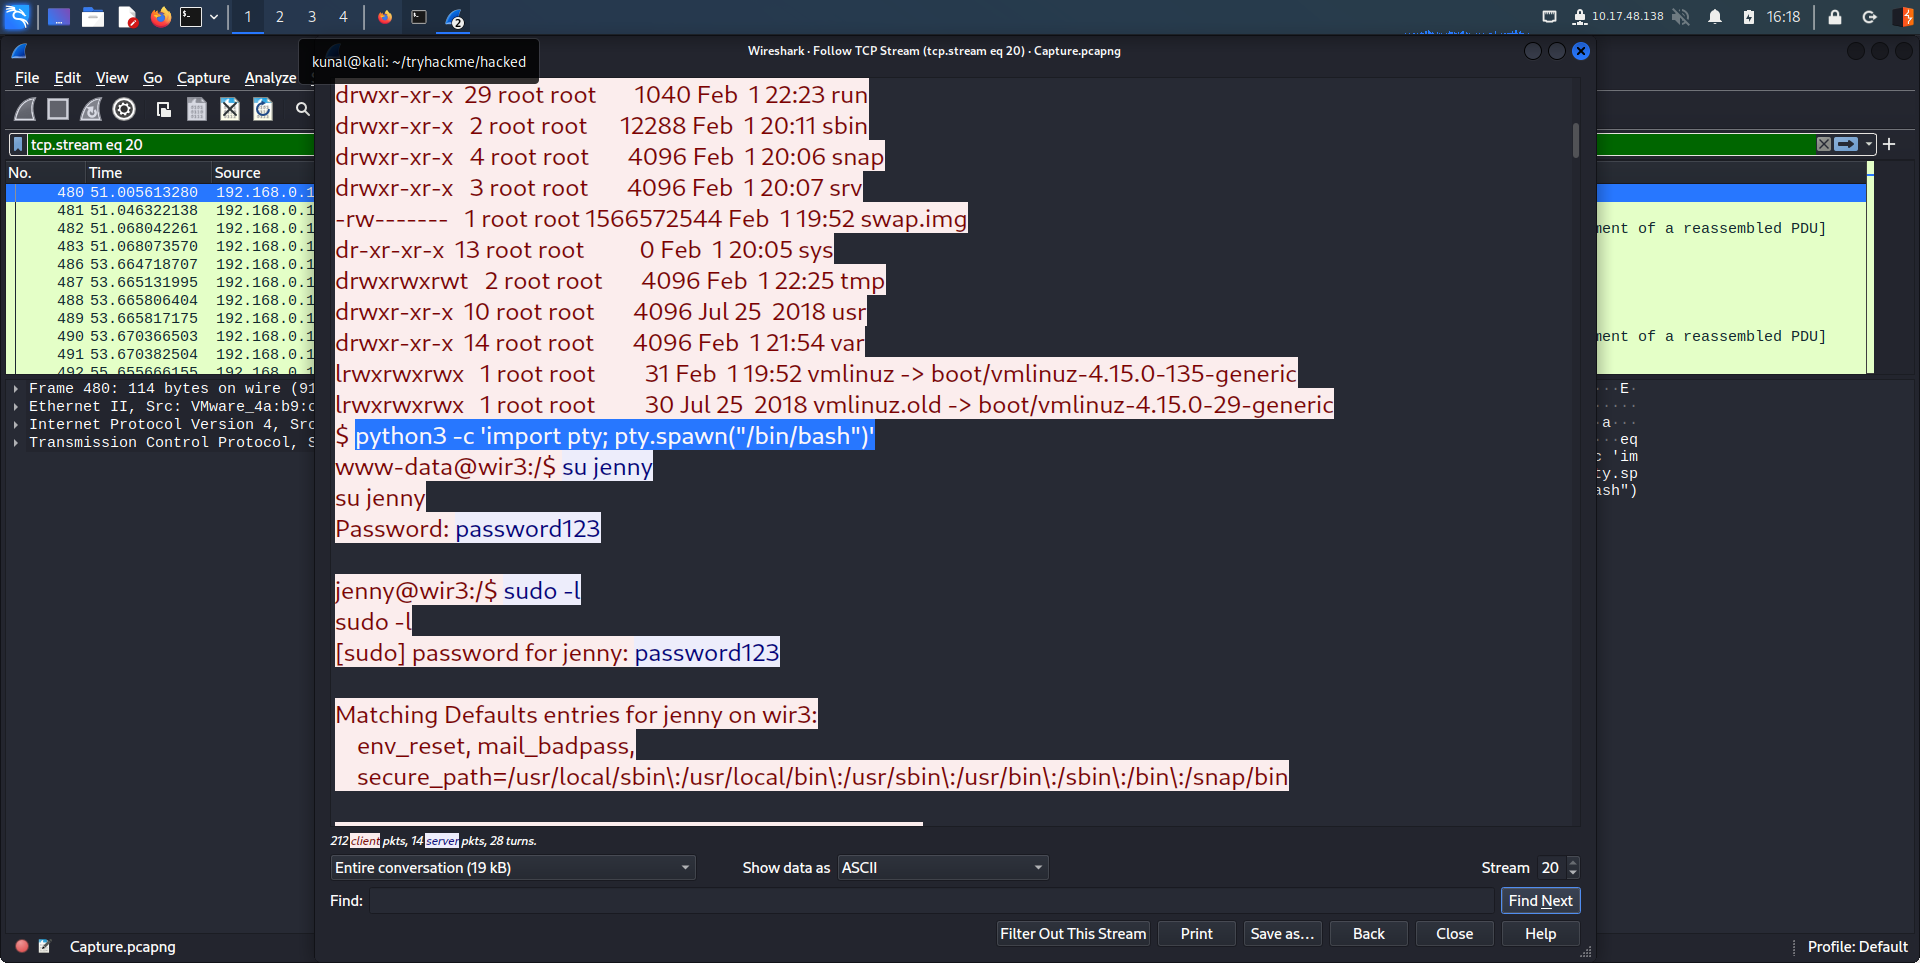 1 2 3 4 2 10.17.48.138 16:18
kunal@kali: ~/tryhackme/hacked
Wireshark · Follow TCP Stream (tcp.stream eq 20) · Capture.pcapng
File Edit View Go Capture Analyze
tcp.stream eq 20
No. Time Source
480 51.005613280 192.168.0.1
481 51.046322138 192.168.0.1
482 51.068042261 192.168.0.1
483 51.068073570 192.168.0.1
486 53.664718707 192.168.0.1
487 53.665131995 192.168.0.1
488 53.665806404 192.168.0.1
489 53.665817175 192.168.0.1
490 53.670366503 192.168.0.1
491 53.670382504 192.168.0.1
492 55.655666155 192.168.0.1
ment of a reassembled PDU]
ment of a reassembled PDU]
Frame 480: 114 bytes on wire (91
Ethernet II, Src: VMware_4a:b9:c
Internet Protocol Version 4, Src
Transmission Control Protocol, S
drwxr-xr-x 29 root root 1040 Feb 1 22:23 run
drwxr-xr-x 2 root root 12288 Feb 1 20:11 sbin
drwxr-xr-x 4 root root 4096 Feb 1 20:06 snap
drwxr-xr-x 3 root root 4096 Feb 1 20:07 srv
-rw------- 1 root root 1566572544 Feb 1 19:52 swap.img
dr-xr-xr-x 13 root root 0 Feb 1 20:05 sys
drwxrwxrwt 2 root root 4096 Feb 1 22:25 tmp
drwxr-xr-x 10 root root 4096 Jul 25 2018 usr
drwxr-xr-x 14 root root 4096 Feb 1 21:54 var
lrwxrwxrwx 1 root root 31 Feb 1 19:52 vmlinuz -> boot/vmlinuz-4.15.0-135-generic
lrwxrwxrwx 1 root root 30 Jul 25 2018 vmlinuz.old -> boot/vmlinuz-4.15.0-29-generic
$ python3 -c 'import pty; pty.spawn("/bin/bash")'
www-data@wir3:/$ su jenny
su jenny
Password: password123
jenny@wir3:/$ sudo -l
sudo -l
[sudo] password for jenny: password123
Matching Defaults entries for jenny on wir3:
env_reset, mail_badpass,
secure_path=/usr/local/sbin\:/usr/local/bin\:/usr/sbin\:/usr/bin\:/sbin\:/bin\:/snap/bin
···E·
·····
·a···
··eq
c 'im
ty.sp
ash")
212 client pkts, 14 server pkts, 28 turns.
Entire conversation (19 kB) Show data as ASCII Stream 20
Find: Find Next
Filter Out This Stream Print Save as… Back Close Help
Capture.pcapng Profile: Default